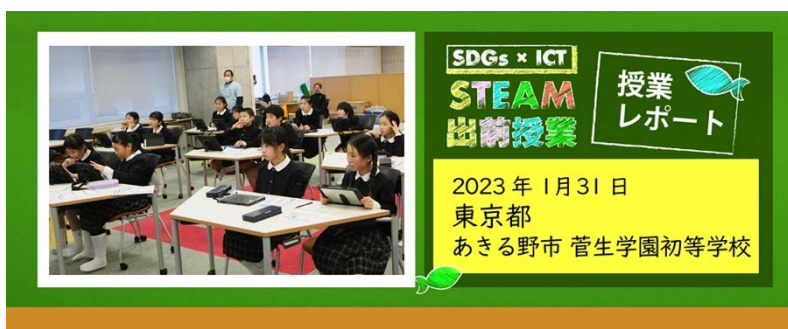 SDGs × ICT
STEAM
出前授業
授業
レポート
2023年 1月31日
東京都
あきる野市 菅生学園初等学校